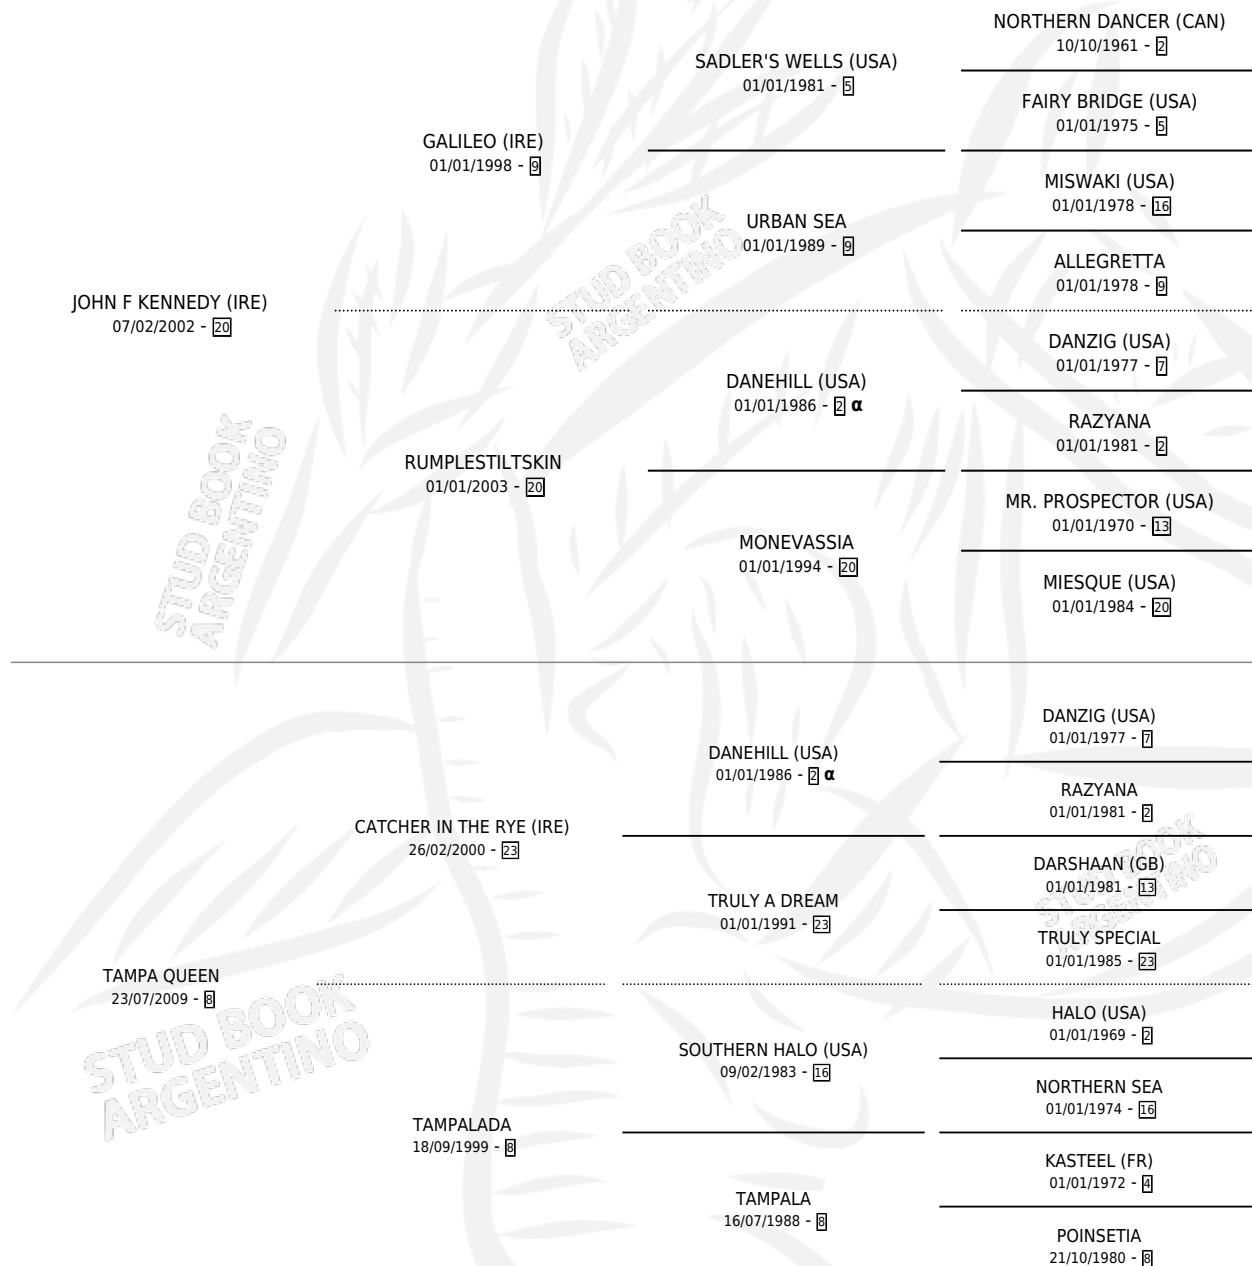 JOHN F KENNEDY (IRE)
07/02/2002 - 20
GALILEO (IRE)
01/01/1998 - 9
SADLER'S WELLS (USA)
01/01/1981 - 5
NORTHERN DANCER (CAN)
10/10/1961 - 2
FAIRY BRIDGE (USA)
01/01/1975 - 5
URBAN SEA
01/01/1989 - 9
MISWAKI (USA)
01/01/1978 - 16
ALLEGRETTA
01/01/1978 - 9
RUMPLESTILTSKIN
01/01/2003 - 20
DANEHILL (USA)
01/01/1986 - 2 α
DANZIG (USA)
01/01/1977 - 7
RAZYANA
01/01/1981 - 2
MONEVASSIA
01/01/1994 - 20
MR. PROSPECTOR (USA)
01/01/1970 - 13
MIESQUE (USA)
01/01/1984 - 20
TAMPA QUEEN
23/07/2009 - 8
CATCHER IN THE RYE (IRE)
26/02/2000 - 23
DANEHILL (USA)
01/01/1986 - 2 α
DANZIG (USA)
01/01/1977 - 7
RAZYANA
01/01/1981 - 2
TRULY A DREAM
01/01/1991 - 23
DARSHAAN (GB)
01/01/1981 - 13
TRULY SPECIAL
01/01/1985 - 23
TAMPALADA
18/09/1999 - 8
SOUTHERN HALO (USA)
09/02/1983 - 16
HALO (USA)
01/01/1969 - 2
NORTHERN SEA
01/01/1974 - 16
TAMPALA
16/07/1988 - 8
KASTEEL (FR)
01/01/1972 - 4
POINSETIA
21/10/1980 - 8
STUD BOOK
ARGENTINO
STUD BOOK
ARGENTINO
STUD BOOK
ARGENTINO
STUD BOOK
ARGENTINO